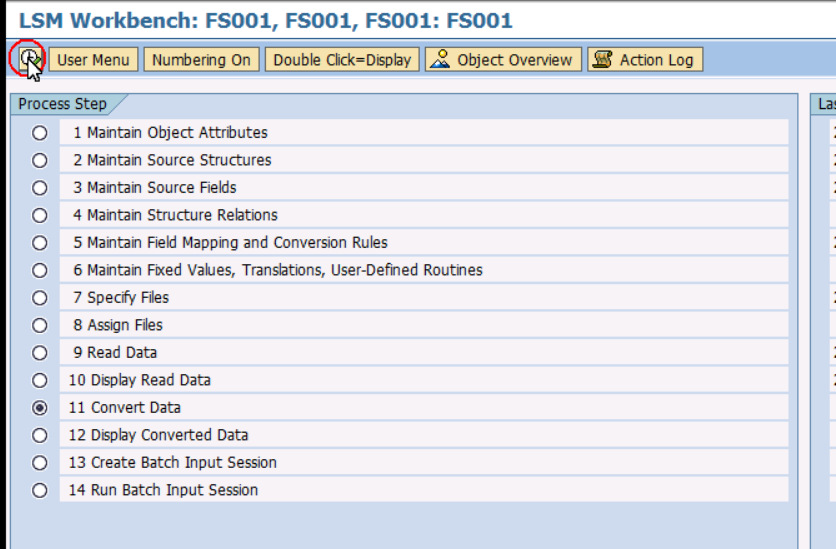 LSM Workbench: FS001, FS001, FS001: FS001
User Menu Numbering On Double Click=Display Object Overview Action Log
Process Step
1 Maintain Object Attributes
2 Maintain Source Structures
3 Maintain Source Fields
4 Maintain Structure Relations
5 Maintain Field Mapping and Conversion Rules
6 Maintain Fixed Values, Translations, User-Defined Routines
7 Specify Files
8 Assign Files
9 Read Data
10 Display Read Data
11 Convert Data
12 Display Converted Data
13 Create Batch Input Session
14 Run Batch Input Session